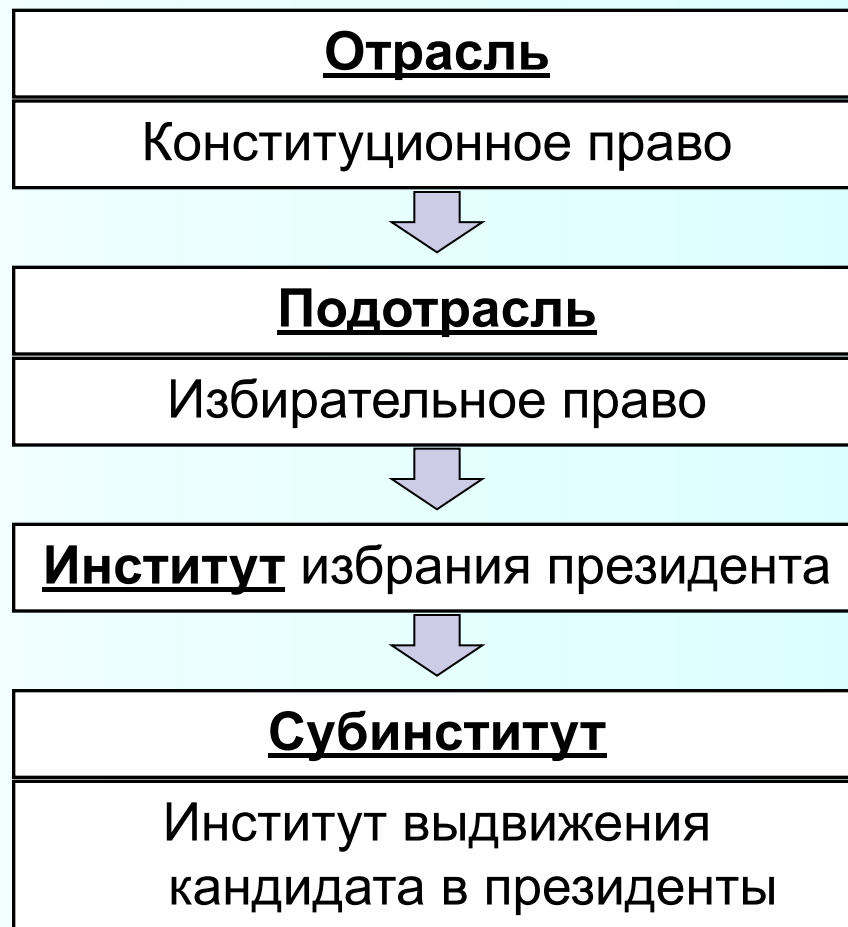 Отрасль
Конституционное право
Подотрасль
Избирательное право
Институт избрания президента
Субинститут
Институт выдвижения
кандидата в президенты